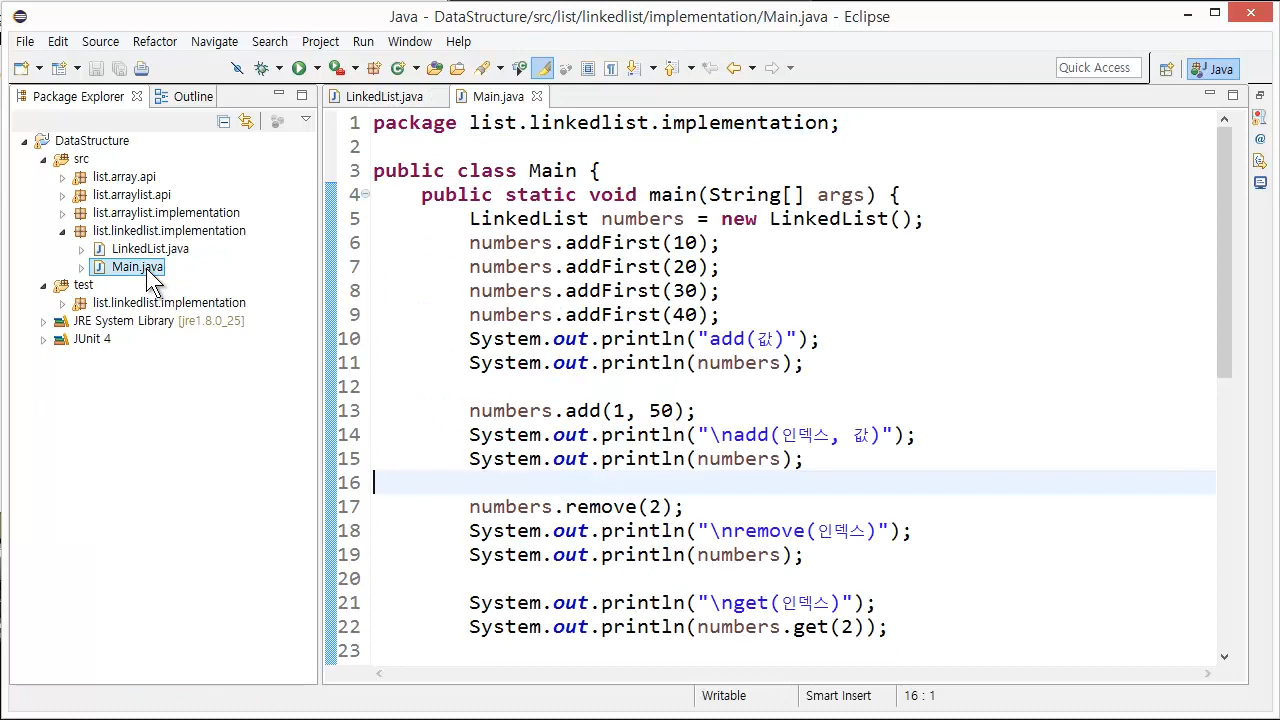 Java - DataStructure/src/list/linkedlist/implementation/Main.java - Eclipse
File Edit Source Refactor Navigate Search Project Run Window Help
Quick Access
Java
Package Explorer
Outline
LinkedList.java
Main.java
DataStructure
src
list.array.api
list.arraylist.api
list.arraylist.implementation
list.linkedlist.implementation
LinkedList.java
Main.java
test
list.linkedlist.implementation
JRE System Library [jre1.8.0_25]
JUnit 4
1 package list.linkedlist.implementation;
2
3 public class Main {
4 public static void main(String[] args) {
5 LinkedList numbers = new LinkedList();
6 numbers.addFirst(10);
7 numbers.addFirst(20);
8 numbers.addFirst(30);
9 numbers.addFirst(40);
10 System.out.println("add(값)");
11 System.out.println(numbers);
12
13 numbers.add(1, 50);
14 System.out.println("\nadd(인덱스, 값)");
15 System.out.println(numbers);
16
17 numbers.remove(2);
18 System.out.println("\nremove(인덱스)");
19 System.out.println(numbers);
20
21 System.out.println("\nget(인덱스)");
22 System.out.println(numbers.get(2));
23
Writable
Smart Insert
16 : 1